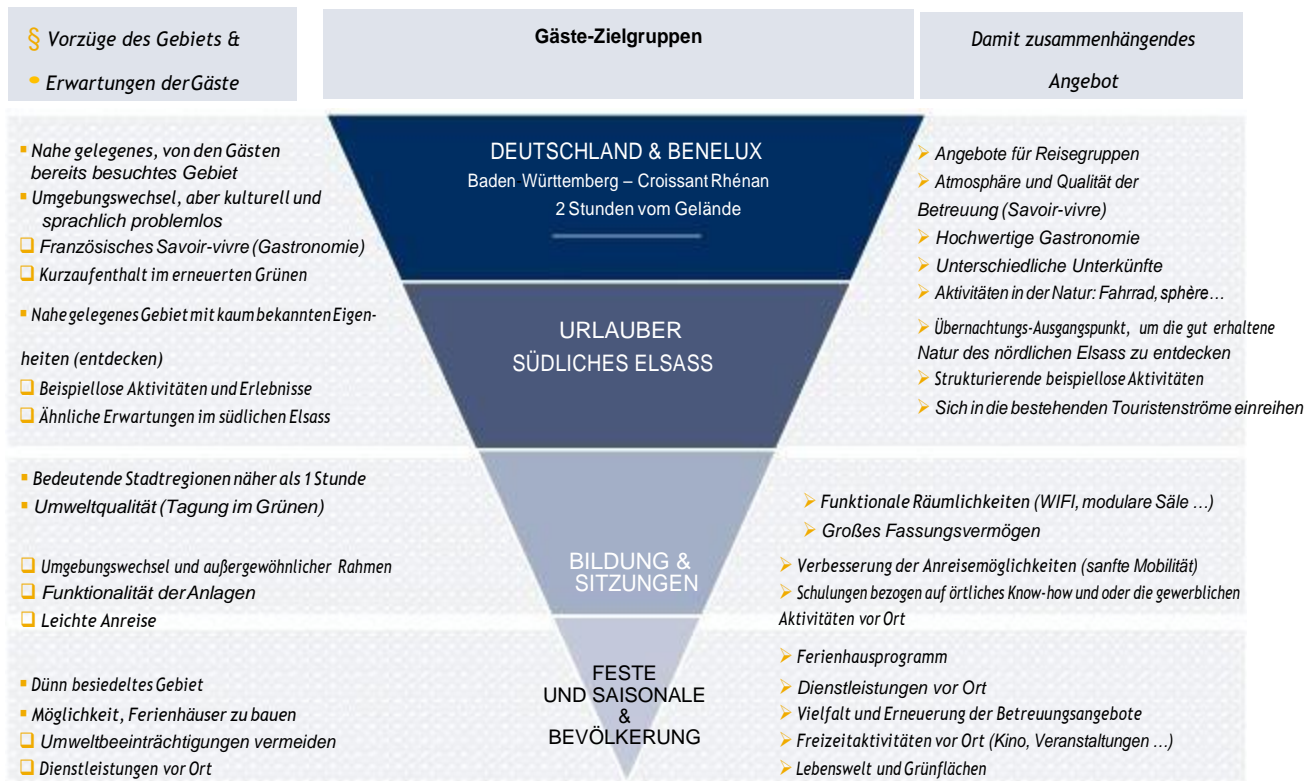 § Vorzüge des Gebiets &
• Erwartungen derGäste
Gäste-Zielgruppen
Damit zusammenhängendes
Angebot
▪ Nahe gelegenes, von den Gästen
bereits besuchtes Gebiet
▪ Umgebungswechsel, aber kulturell und
sprachlich problemlos
❑ Französisches Savoir-vivre (Gastronomie)
❑ Kurzaufenthalt im erneuerten Grünen
DEUTSCHLAND & BENELUX
Baden-Württemberg – Croissant Rhénan
2 Stunden vom Gelände
➢ Angebote für Reisegruppen
➢ Atmosphäre und Qualität der
Betreuung (Savoir-vivre)
➢ Hochwertige Gastronomie
➢ Unterschiedliche Unterkünfte
➢ Aktivitäten in der Natur: Fahrrad, sphère…
▪ Nahe gelegenes Gebiet mit kaum bekannten Eigen-
heiten (entdecken)
❑ Beispiellose Aktivitäten und Erlebnisse
❑ Ähnliche Erwartungen im südlichen Elsass
URLAUBER
SÜDLICHES ELSASS
➢ Übernachtungs-Ausgangspunkt, um die gut erhaltene
Natur des nördlichen Elsass zu entdecken
➢ Strukturierende beispiellose Aktivitäten
➢ Sich in die bestehenden Touristenströme einreihen
▪ Bedeutende Stadtregionen näher als 1 Stunde
▪ Umweltqualität (Tagung im Grünen)
❑ Umgebungswechsel und außergewöhnlicher Rahmen
❑ Funktionalität der Anlagen
❑ Leichte Anreise
BILDUNG &
SITZUNGEN
➢ Funktionale Räumlichkeiten (WIFI, modulare Säle …)
➢ Großes Fassungsvermögen
➢ Verbesserung der Anreisemöglichkeiten (sanfte Mobilität)
➢ Schulungen bezogen auf örtliches Know-how und oder die gewerblichen
Aktivitäten vor Ort
▪ Dünn besiedeltes Gebiet
▪ Möglichkeit, Ferienhäuser zu bauen
❑ Umweltbeeinträchtigungen vermeiden
❑ Dienstleistungen vor Ort
FESTE
UND SAISONALE
&
BEVÖLKERUNG
➢ Ferienhausprogramm
➢ Dienstleistungen vor Ort
➢ Vielfalt und Erneuerung der Betreuungsangebote
➢ Freizeitaktivitäten vor Ort (Kino, Veranstaltungen …)
➢ Lebenswelt und Grünflächen